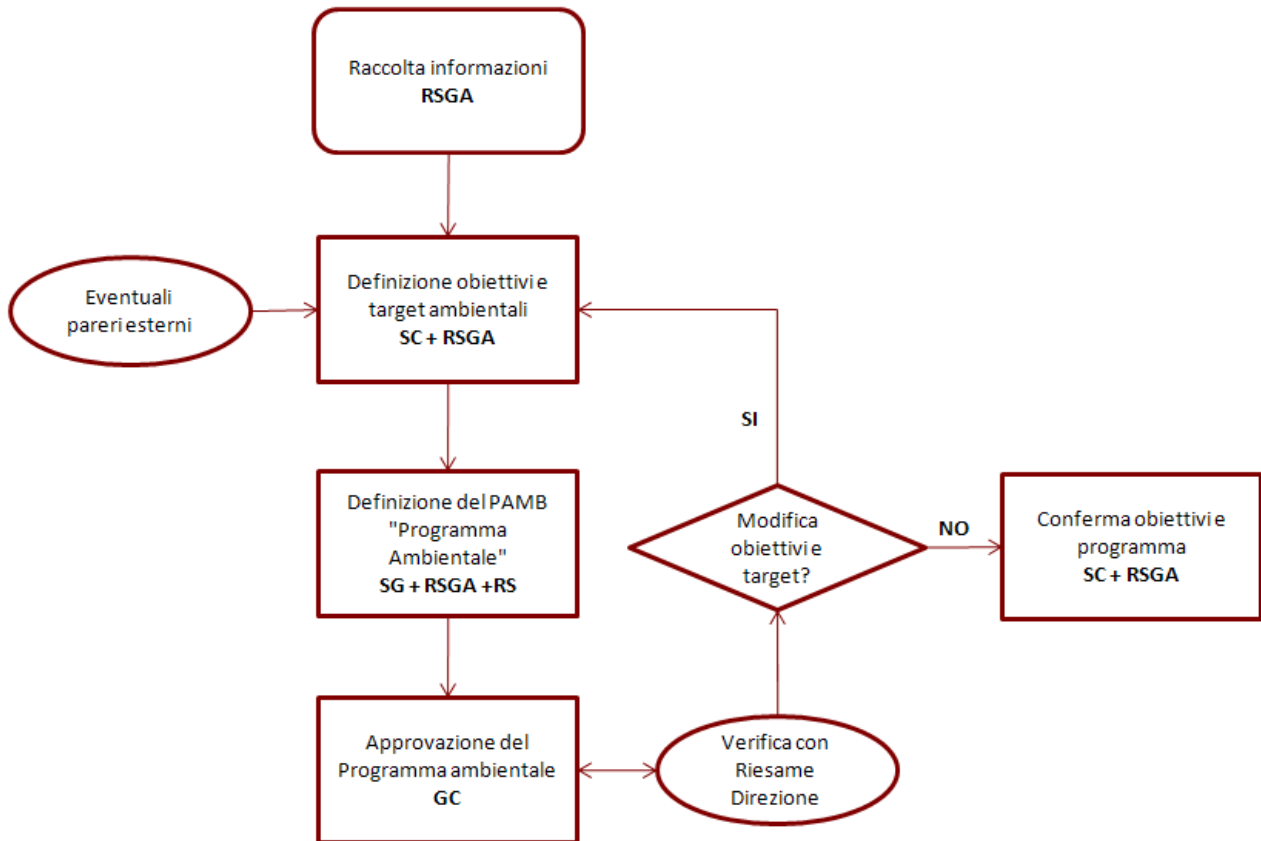 Raccolta informazioni
RSGA
Eventuali
pareri esterni
Definizione obiettivi e
target ambientali
SC + RSGA
SI
Definizione del PAMB
"Programma
Ambientale"
SG + RSGA +RS
Modifica
obiettivi e
target?
NO
Conferma obiettivi e
programma
SC + RSGA
Approvazione del
Programma ambientale
GC
Verifica con
Riesame
Direzione